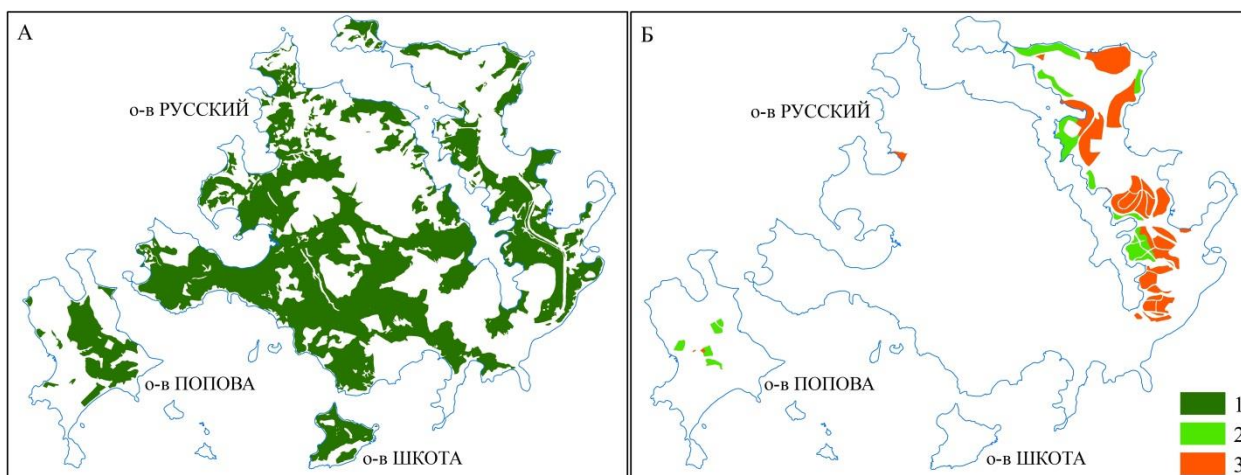 А
о-в РУССКИЙ
о-в ПОПОВА
о-в ШКОТА
Б
о-в РУССКИЙ
о-в ПОПОВА
о-в ШКОТА
1
2
3